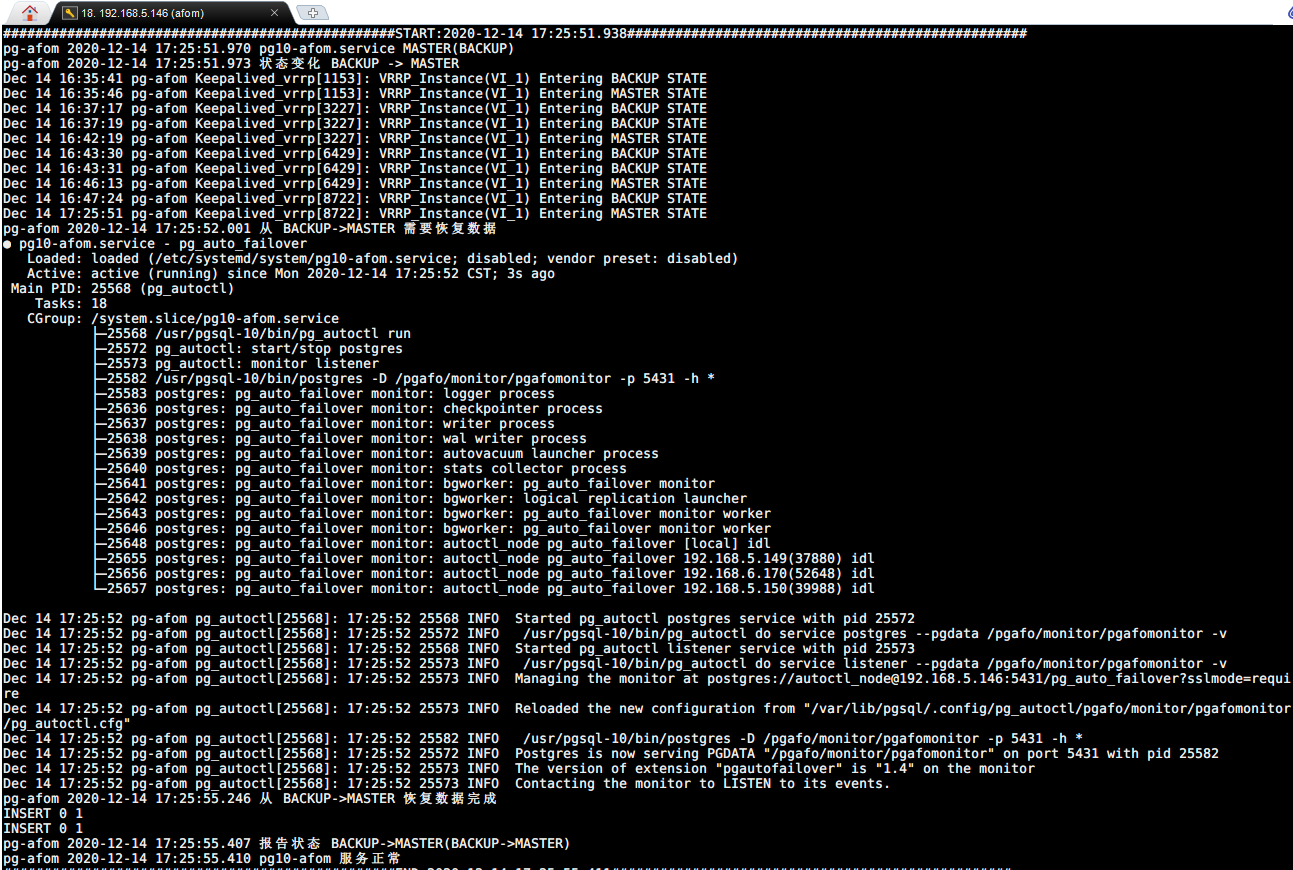 18. 192.168.5.146 (afom)
#################################################START:2020-12-14 17:25:51.938##################################################
pg-afom 2020-12-14 17:25:51.970 pg10-afom.service MASTER(BACKUP)
pg-afom 2020-12-14 17:25:51.973 状态变化 BACKUP -> MASTER
Dec 14 16:35:41 pg-afom Keepalived_vrrp[1153]: VRRP_Instance(VI_1) Entering BACKUP STATE
Dec 14 16:35:46 pg-afom Keepalived_vrrp[1153]: VRRP_Instance(VI_1) Entering MASTER STATE
Dec 14 16:37:17 pg-afom Keepalived_vrrp[3227]: VRRP_Instance(VI_1) Entering BACKUP STATE
Dec 14 16:37:19 pg-afom Keepalived_vrrp[3227]: VRRP_Instance(VI_1) Entering BACKUP STATE
Dec 14 16:42:19 pg-afom Keepalived_vrrp[3227]: VRRP_Instance(VI_1) Entering MASTER STATE
Dec 14 16:43:30 pg-afom Keepalived_vrrp[6429]: VRRP_Instance(VI_1) Entering BACKUP STATE
Dec 14 16:43:31 pg-afom Keepalived_vrrp[6429]: VRRP_Instance(VI_1) Entering BACKUP STATE
Dec 14 16:46:13 pg-afom Keepalived_vrrp[6429]: VRRP_Instance(VI_1) Entering MASTER STATE
Dec 14 16:47:24 pg-afom Keepalived_vrrp[8722]: VRRP_Instance(VI_1) Entering BACKUP STATE
Dec 14 17:25:51 pg-afom Keepalived_vrrp[8722]: VRRP_Instance(VI_1) Entering MASTER STATE
pg-afom 2020-12-14 17:25:52.001 从 BACKUP->MASTER 需要恢复数据
● pg10-afom.service - pg_auto_failover
Loaded: loaded (/etc/systemd/system/pg10-afom.service; disabled; vendor preset: disabled)
Active: active (running) since Mon 2020-12-14 17:25:52 CST; 3s ago
Main PID: 25568 (pg_autoctl)
Tasks: 18
CGroup: /system.slice/pg10-afom.service
├─25568 /usr/pgsql-10/bin/pg_autoctl run
├─25572 pg_autoctl: start/stop postgres
├─25573 pg_autoctl: monitor listener
├─25582 /usr/pgsql-10/bin/postgres -D /pgafo/monitor/pgafomonitor -p 5431 -h *
├─25583 postgres: pg_auto_failover monitor: logger process
├─25636 postgres: pg_auto_failover monitor: checkpointer process
├─25637 postgres: pg_auto_failover monitor: writer process
├─25638 postgres: pg_auto_failover monitor: wal writer process
├─25639 postgres: pg_auto_failover monitor: autovacuum launcher process
├─25640 postgres: pg_auto_failover monitor: stats collector process
├─25641 postgres: pg_auto_failover monitor: bgworker: pg_auto_failover monitor
├─25642 postgres: pg_auto_failover monitor: bgworker: logical replication launcher
├─25643 postgres: pg_auto_failover monitor: bgworker: pg_auto_failover monitor worker
├─25646 postgres: pg_auto_failover monitor: bgworker: pg_auto_failover monitor worker
├─25648 postgres: pg_auto_failover monitor: autoctl_node pg_auto_failover [local] idl
├─25655 postgres: pg_auto_failover monitor: autoctl_node pg_auto_failover 192.168.5.149(37880) idl
├─25656 postgres: pg_auto_failover monitor: autoctl_node pg_auto_failover 192.168.6.170(52648) idl
└─25657 postgres: pg_auto_failover monitor: autoctl_node pg_auto_failover 192.168.5.150(39988) idl
Dec 14 17:25:52 pg-afom pg_autoctl[25568]: 17:25:52 25568 INFO  Started pg_autoctl postgres service with pid 25572
Dec 14 17:25:52 pg-afom pg_autoctl[25568]: 17:25:52 25572 INFO   /usr/pgsql-10/bin/pg_autoctl do service postgres --pgdata /pgafo/monitor/pgafomonitor -v
Dec 14 17:25:52 pg-afom pg_autoctl[25568]: 17:25:52 25568 INFO  Started pg_autoctl listener service with pid 25573
Dec 14 17:25:52 pg-afom pg_autoctl[25568]: 17:25:52 25573 INFO   /usr/pgsql-10/bin/pg_autoctl do service listener --pgdata /pgafo/monitor/pgafomonitor -v
Dec 14 17:25:52 pg-afom pg_autoctl[25568]: 17:25:52 25573 INFO  Managing the monitor at postgres://autoctl_node@192.168.5.146:5431/pg_auto_failover?sslmode=requi
re
Dec 14 17:25:52 pg-afom pg_autoctl[25568]: 17:25:52 25573 INFO  Reloaded the new configuration from "/var/lib/pgsql/.config/pg_autoctl/pgafo/monitor/pgafomonitor
/pg_autoctl.cfg"
Dec 14 17:25:52 pg-afom pg_autoctl[25568]: 17:25:52 25582 INFO   /usr/pgsql-10/bin/postgres -D /pgafo/monitor/pgafomonitor -p 5431 -h *
Dec 14 17:25:52 pg-afom pg_autoctl[25568]: 17:25:52 25572 INFO  Postgres is now serving PGDATA "/pgafo/monitor/pgafomonitor" on port 5431 with pid 25582
Dec 14 17:25:52 pg-afom pg_autoctl[25568]: 17:25:52 25573 INFO  The version of extension "pgautofailover" is "1.4" on the monitor
Dec 14 17:25:52 pg-afom pg_autoctl[25568]: 17:25:52 25573 INFO  Contacting the monitor to LISTEN to its events.
pg-afom 2020-12-14 17:25:55.246 从 BACKUP->MASTER 恢复数据完成
INSERT 0 1
INSERT 0 1
pg-afom 2020-12-14 17:25:55.407 报告状态 BACKUP->MASTER(BACKUP->MASTER)
pg-afom 2020-12-14 17:25:55.410 pg10-afom 服务正常